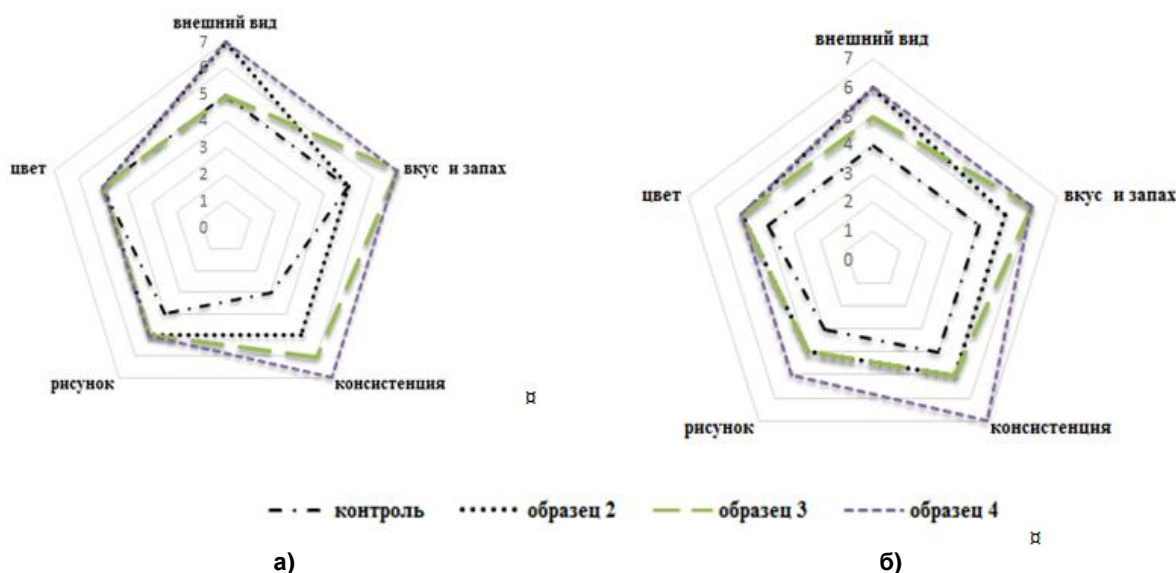 внешний вид
7
6
5
4
3
2
1
0
вкус и запах
консистенция
рисунок
цвет
¤
внешний вид
7
6
5
4
3
2
1
0
вкус и запах
консистенция
рисунок
цвет
контроль образец 2 образец 3 образец 4
¤
а) б)